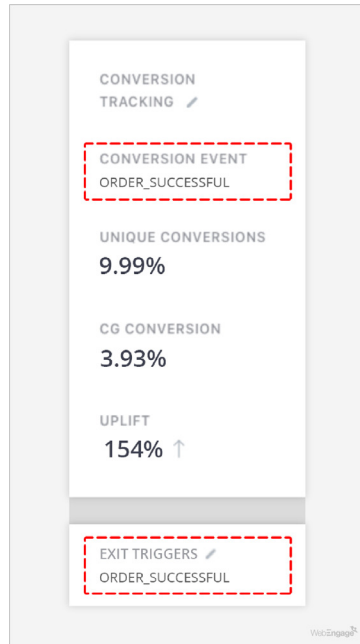 CONVERSION
TRACKING
CONVERSION EVENT
ORDER_SUCCESSFUL
UNIQUE CONVERSIONS
9.99%
CG CONVERSION
3.93%
UPLIFT
154% ↑
EXIT TRIGGERS
ORDER_SUCCESSFUL
WebEngage